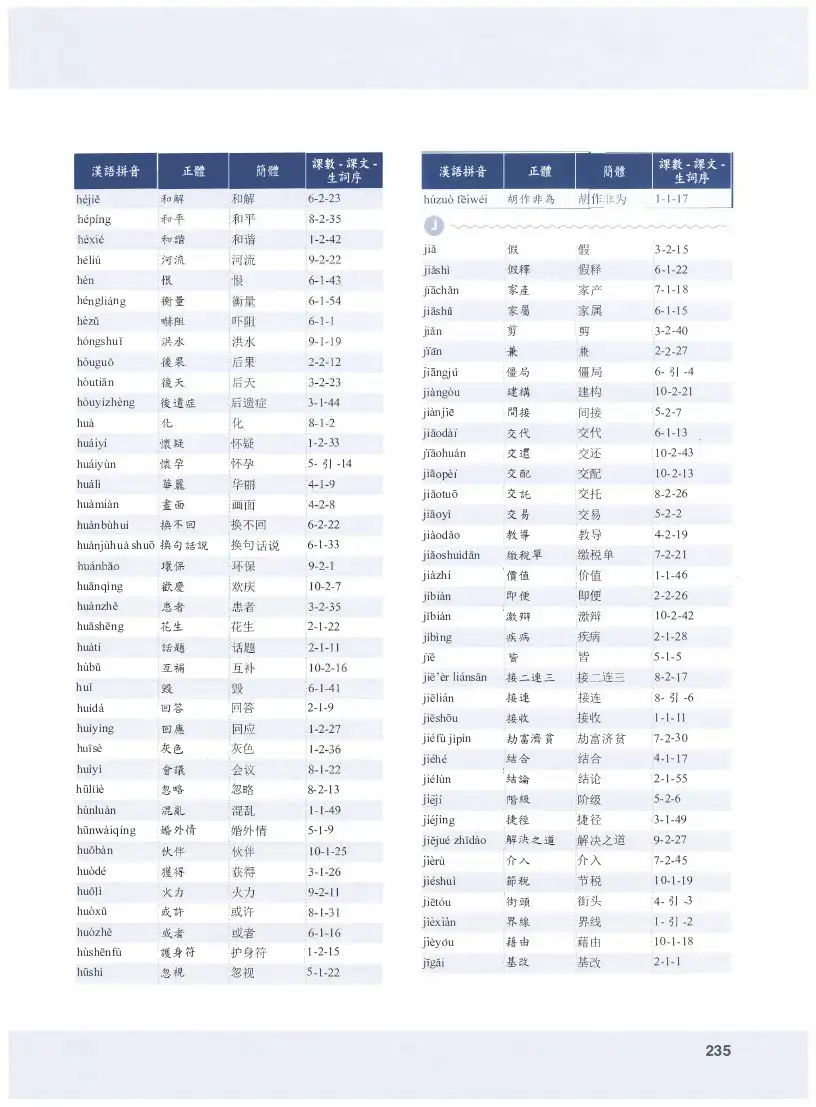 漢語拼音 正體 簡體 課數-課文-生詞序
héjiě 和解 和解 6-2-23
hépíng 和平 和平 8-2-35
héxié 和諧 和谐 1-2-42
héliú 河流 河流 9-2-22
hèn 恨 恨 6-1-43
héngliáng 衡量 衡量 6-1-54
hèzǔ 嚇阻 吓阻 6-1-1
hóngshuǐ 洪水 洪水 9-1-19
hòuguǒ 後果 后果 2-2-12
hòutiān 後天 后天 3-2-23
hòuyízhèng 後遺症 后遗症 3-1-44
huà 化 化 8-1-2
huáiyí 懷疑 怀疑 1-2-33
huáiyùn 懷孕 怀孕 5-引-14
huálì 華麗 华丽 4-1-9
huàmiàn 畫面 画面 4-2-8
huànbùhuí 換不回 换不回 6-2-22
huànjùhuà shuō 換句話說 换句话说 6-1-33
huánbǎo 環保 环保 9-2-1
huānqìng 歡慶 欢庆 10-2-7
huànzhě 患者 患者 3-2-35
huāshēng 花生 花生 2-1-22
huàtí 話題 话题 2-1-11
hùbǔ 互補 互补 10-2-16
huǐ 毀 毁 6-1-41
huídá 回答 回答 2-1-9
huíyìng 回應 回应 1-2-27
huīsè 灰色 灰色 1-2-36
huìyì 會議 会议 8-1-22
hūlüè 忽略 忽略 8-2-13
hùnluàn 混亂 混乱 1-1-49
hūnwàiqíng 婚外情 婚外情 5-1-9
huǒbàn 伙伴 伙伴 10-1-25
huòdé 獲得 获得 3-1-26
huǒlì 火力 火力 9-2-11
huòxǔ 或許 或许 8-1-31
huòzhě 或者 或者 6-1-16
hùshēnfú 護身符 护身符 1-2-15
hūshì 忽視 忽视 5-1-22
漢語拼音 正體 簡體 課數-課文-生詞序
húzuò fēiwéi 胡作非為 胡作非为 1-1-17
J
jiǎ 假 假 3-2-15
jiǎshì 假釋 假释 6-1-22
jiāchǎn 家產 家产 7-1-18
jiāshǔ 家屬 家属 6-1-15
jiǎn 剪 剪 3-2-40
jiān 兼 兼 2-2-27
jiāngjú 僵局 僵局 6-引-4
jiàngòu 建構 建构 10-2-21
jiànjiē 間接 间接 5-2-7
jiāodài 交代 交代 6-1-13
jiāohuán 交還 交还 10-2-43
jiāopèi 交配 交配 10-2-13
jiāotuō 交託 交托 8-2-26
jiāoyì 交易 交易 5-2-2
jiàodǎo 教導 教导 4-2-19
jiǎoshuìdān 繳稅單 缴税单 7-2-21
jiàzhí 價值 价值 1-1-46
jíbiàn 即便 即便 2-2-26
jībiàn 激辯 激辩 10-2-42
jíbìng 疾病 疾病 2-1-28
jiē 皆 皆 5-1-5
jiē'èr liánsān 接二連三 接二连三 8-2-17
jiēlián 接連 接连 8-引-6
jiēshōu 接收 接收 1-1-11
jiéfù jìpín 劫富濟貧 劫富济贫 7-2-30
jiéhé 結合 结合 4-1-17
jiélùn 結論 结论 2-1-55
jiējí 階級 阶级 5-2-6
jiéjìng 捷徑 捷径 3-1-49
jiějué zhīdào 解決之道 解决之道 9-2-27
jièrù 介入 介入 7-2-45
jiéshuì 節稅 节税 10-1-19
jiētóu 街頭 街头 4-引-3
jièxiàn 界線 界线 1-引-2
jièyóu 藉由 藉由 10-1-18
jīgǎi 基改 基改 2-1-1
235